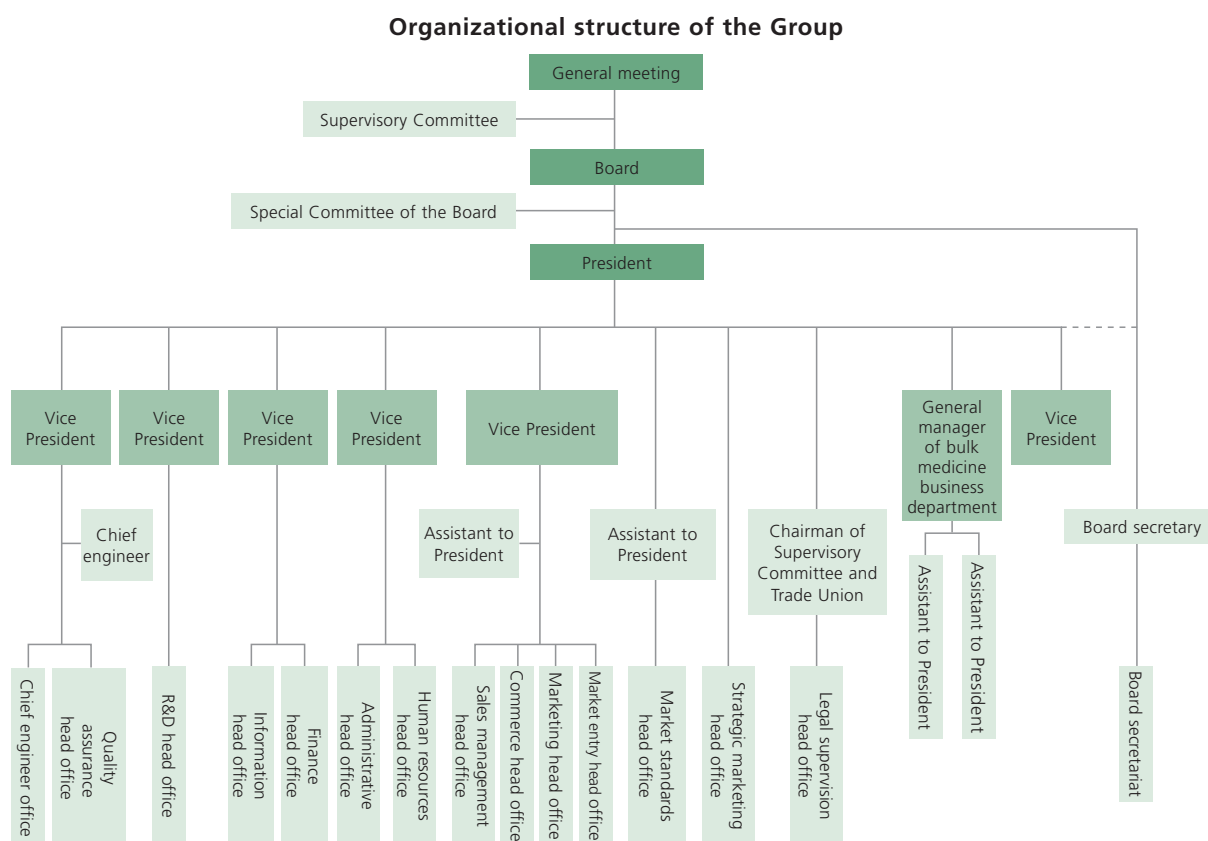 Organizational structure of the Group
General meeting
Supervisory Committee
Board
Special Committee of the Board
President
Vice
President
Vice
President
Vice
President
Vice
President
Vice President
General
manager
of bulk
medicine
business
department
Vice
President
Chief
engineer
Assistant to
President
Assistant to
President
Chairman of
Supervisory
Committee and
Trade Union
Board secretary
Assistant to President
Assistant to President
Chief engineer office
Quality
assurance
head office
R&D head office
Information
head office
Finance
head office
Administrative
head office
Human resources
head office
Sales management
head office
Commerce head office
Marketing head office
Market entry head office
Market standards
head office
Strategic marketing
head office
Legal supervision
head office
Board secretariat